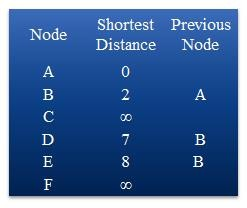 Node Shortest Distance Previous Node
A 0
B 2 A
C ∞
D 7 B
E 8 B
F ∞